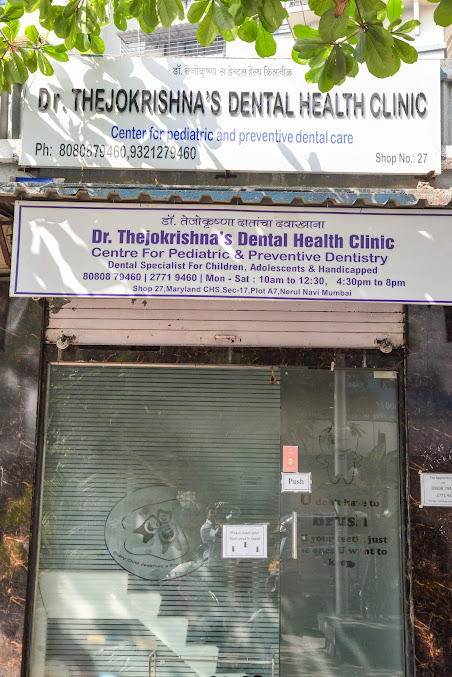 डॉ. तेजोकृष्णा स डेन्टल हेल्थ क्लिनीक
Dr. THEJOKRISHNA'S DENTAL HEALTH CLINIC
Center for pediatric and preventive dental care
Ph: 8080879460,9321279460
Shop No.: 27
डॉ. तेजोकृष्णा दातांचा दवाखाना
Dr. Thejokrishna's Dental Health Clinic
Centre For Pediatric & Preventive Dentistry
Dental Specialist For Children, Adolescents & Handicapped
80808 79460 | 2771 9460 | Mon - Sat : 10am to 12:30, 4:30pm to 8pm
Shop 27,Maryland CHS,Sec-17,Plot A7,Nerul Navi Mumbai
Push
U don't have to
BRUSH
U your teeth, just
to ones U want to
keep